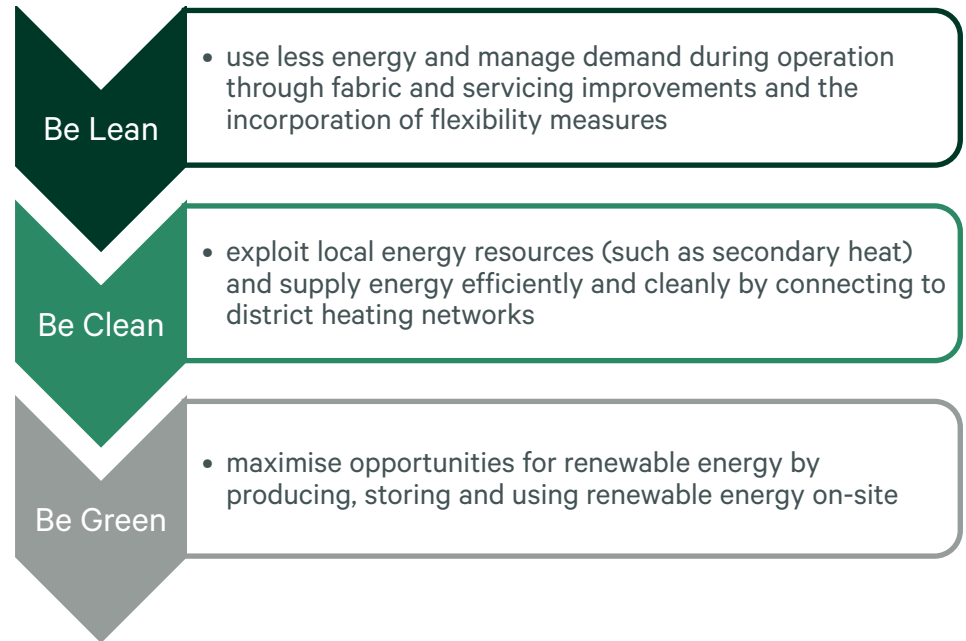 Be Lean
• use less energy and manage demand during operation
through fabric and servicing improvements and the
incorporation of flexibility measures
Be Clean
• exploit local energy resources (such as secondary heat)
and supply energy efficiently and cleanly by connecting to
district heating networks
Be Green
• maximise opportunities for renewable energy by
producing, storing and using renewable energy on-site